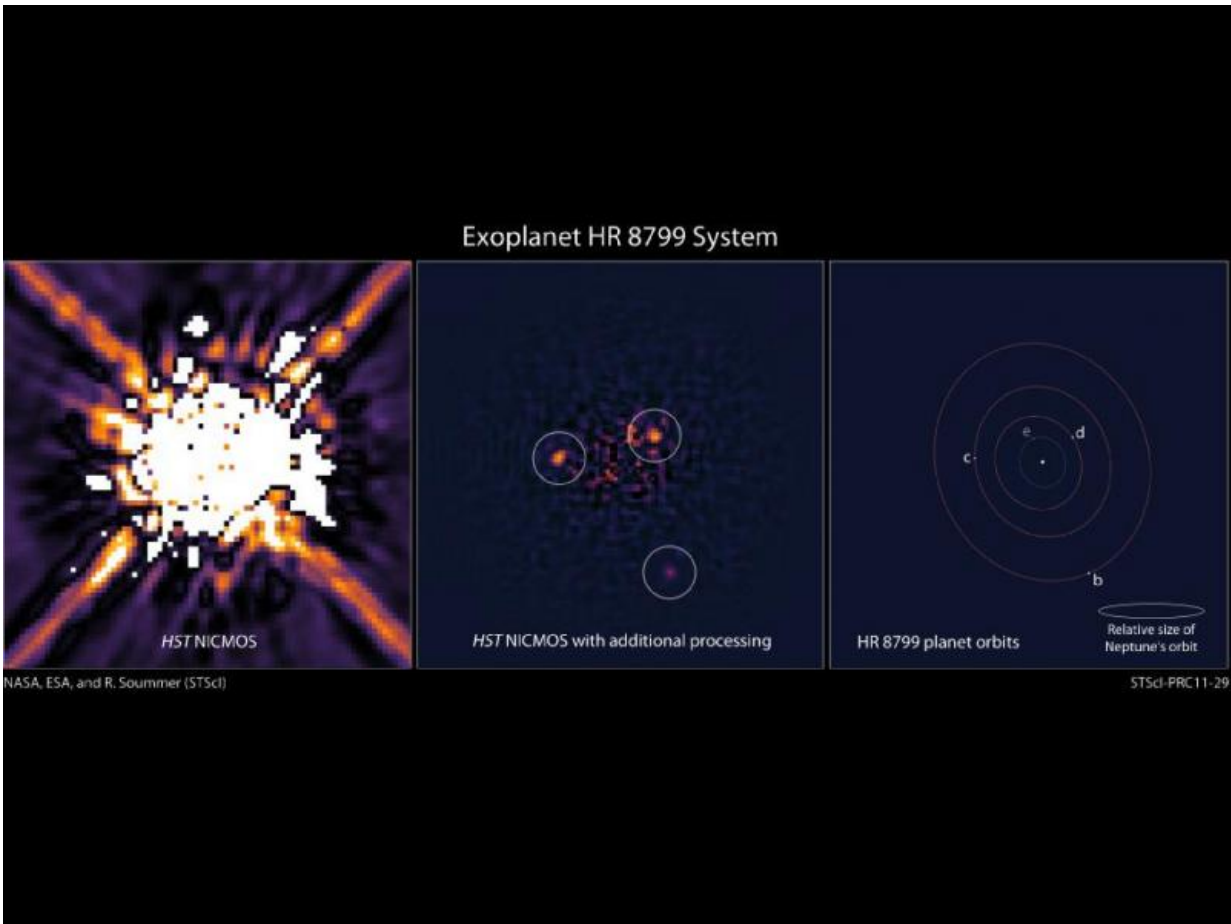 Exoplanet HR 8799 System
HST NICMOS
HST NICMOS with additional processing
e
d
c
b
HR 8799 planet orbits
Relative size of
Neptune's orbit
NASA, ESA, and R. Soummer (STScI)
STScI-PRC11-29